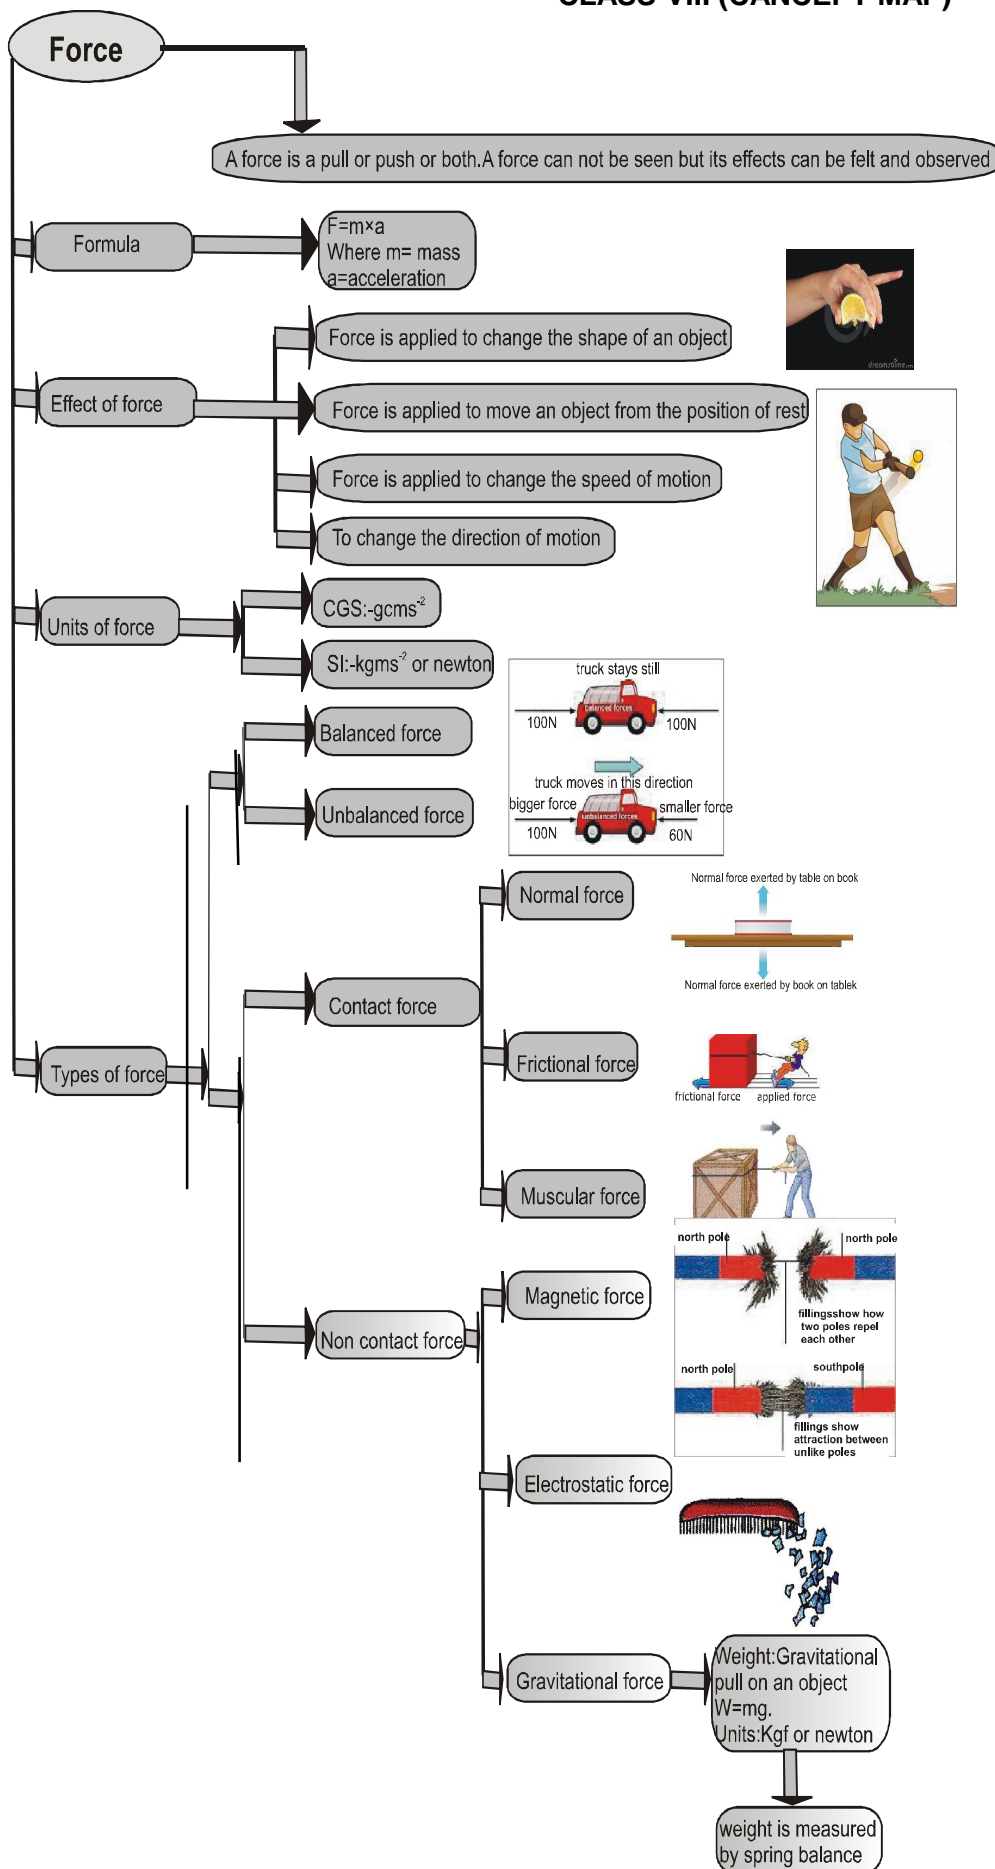 CLASS-VIII (CANCEPT MAP)
Force
A force is a pull or push or both.A force can not be seen but its effects can be felt and observed
Formula
F=m×a
Where m= mass
a=acceleration
Effect of force
Force is applied to change the shape of an object
Force is applied to move an object from the position of rest
Force is applied to change the speed of motion
To change the direction of motion
dreamstime
Units of force
CGS:-gcms⁻²
SI:-kgms⁻² or newton
truck stays still
balanced forces
100N
100N
truck moves in this direction
bigger force
smaller force
unbalanced forces
100N
60N
Types of force
Balanced force
Unbalanced force
Contact force
Normal force
Normal force exerted by table on book
Normal force exerted by book on tablek
Frictional force
frictional force
applied force
Muscular force
Non contact force
Magnetic force
north pole
north pole
fillingsshow how
two poles repel
each other
north pole
southpole
fillings show
attraction between
unlike poles
Electrostatic force
Gravitational force
Weight:Gravitational
pull on an object
W=mg.
Units:Kgf or newton
weight is measured
by spring balance